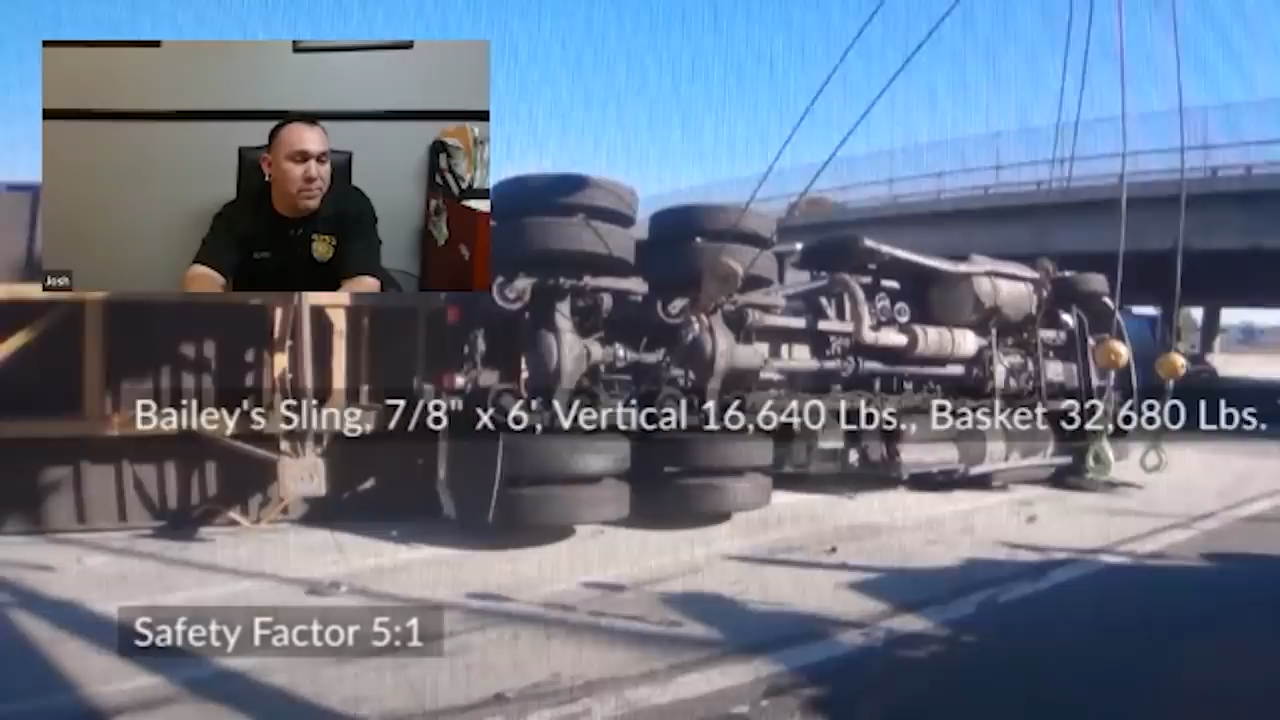 Josh
Bailey's Sling, 7/8" x 6', Vertical 16,640 Lbs., Basket 32,680 Lbs.
Safety Factor 5:1